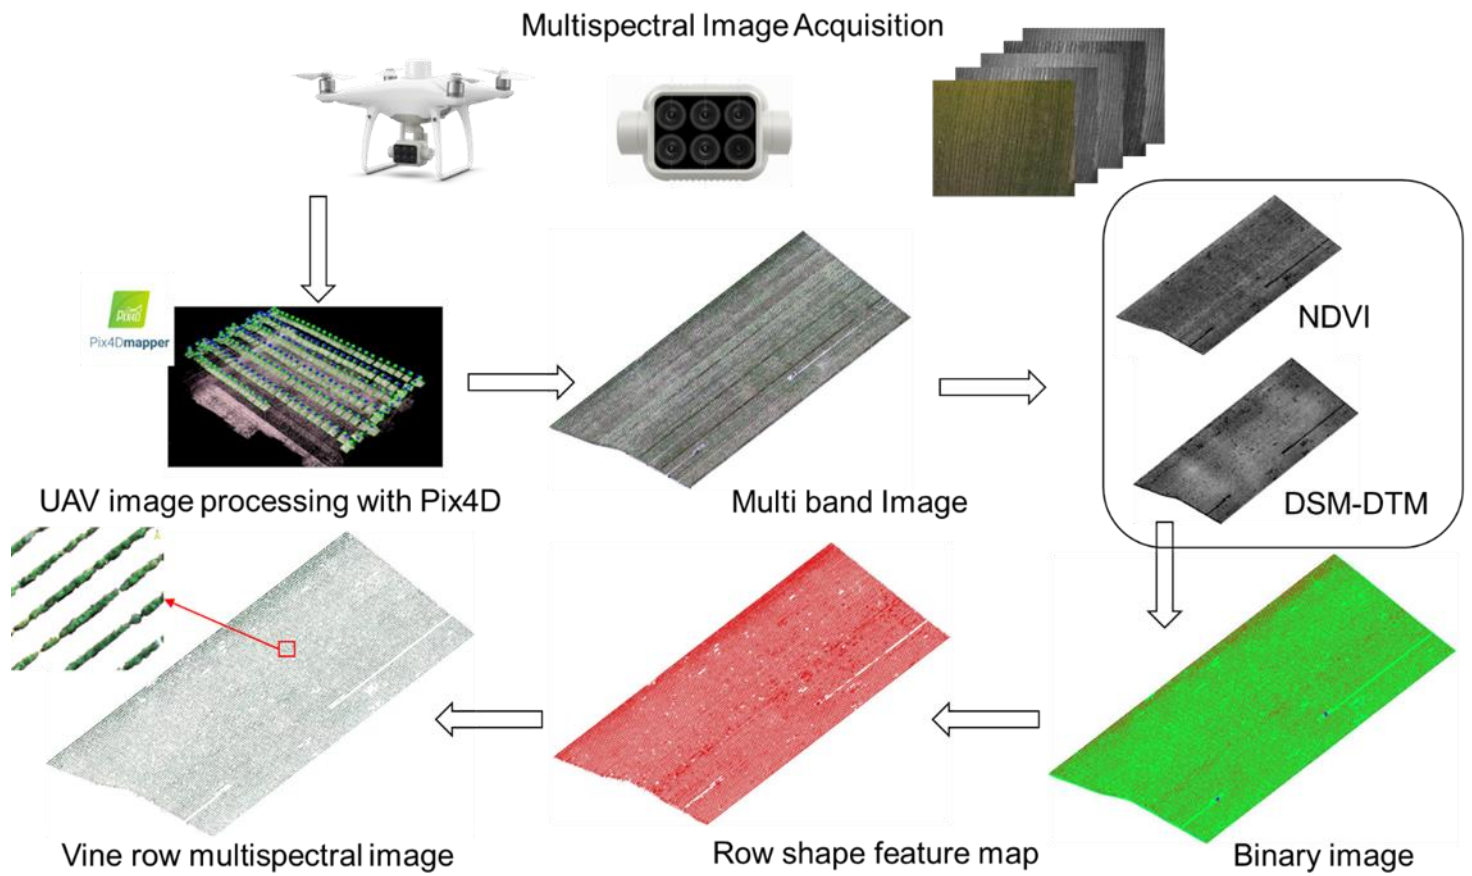 Multispectral Image Acquisition
PIX4D
Pix4Dmapper
UAV image processing with Pix4D
Multi band Image
NDVI
DSM-DTM
Vine row multispectral image
Row shape feature map
Binary image